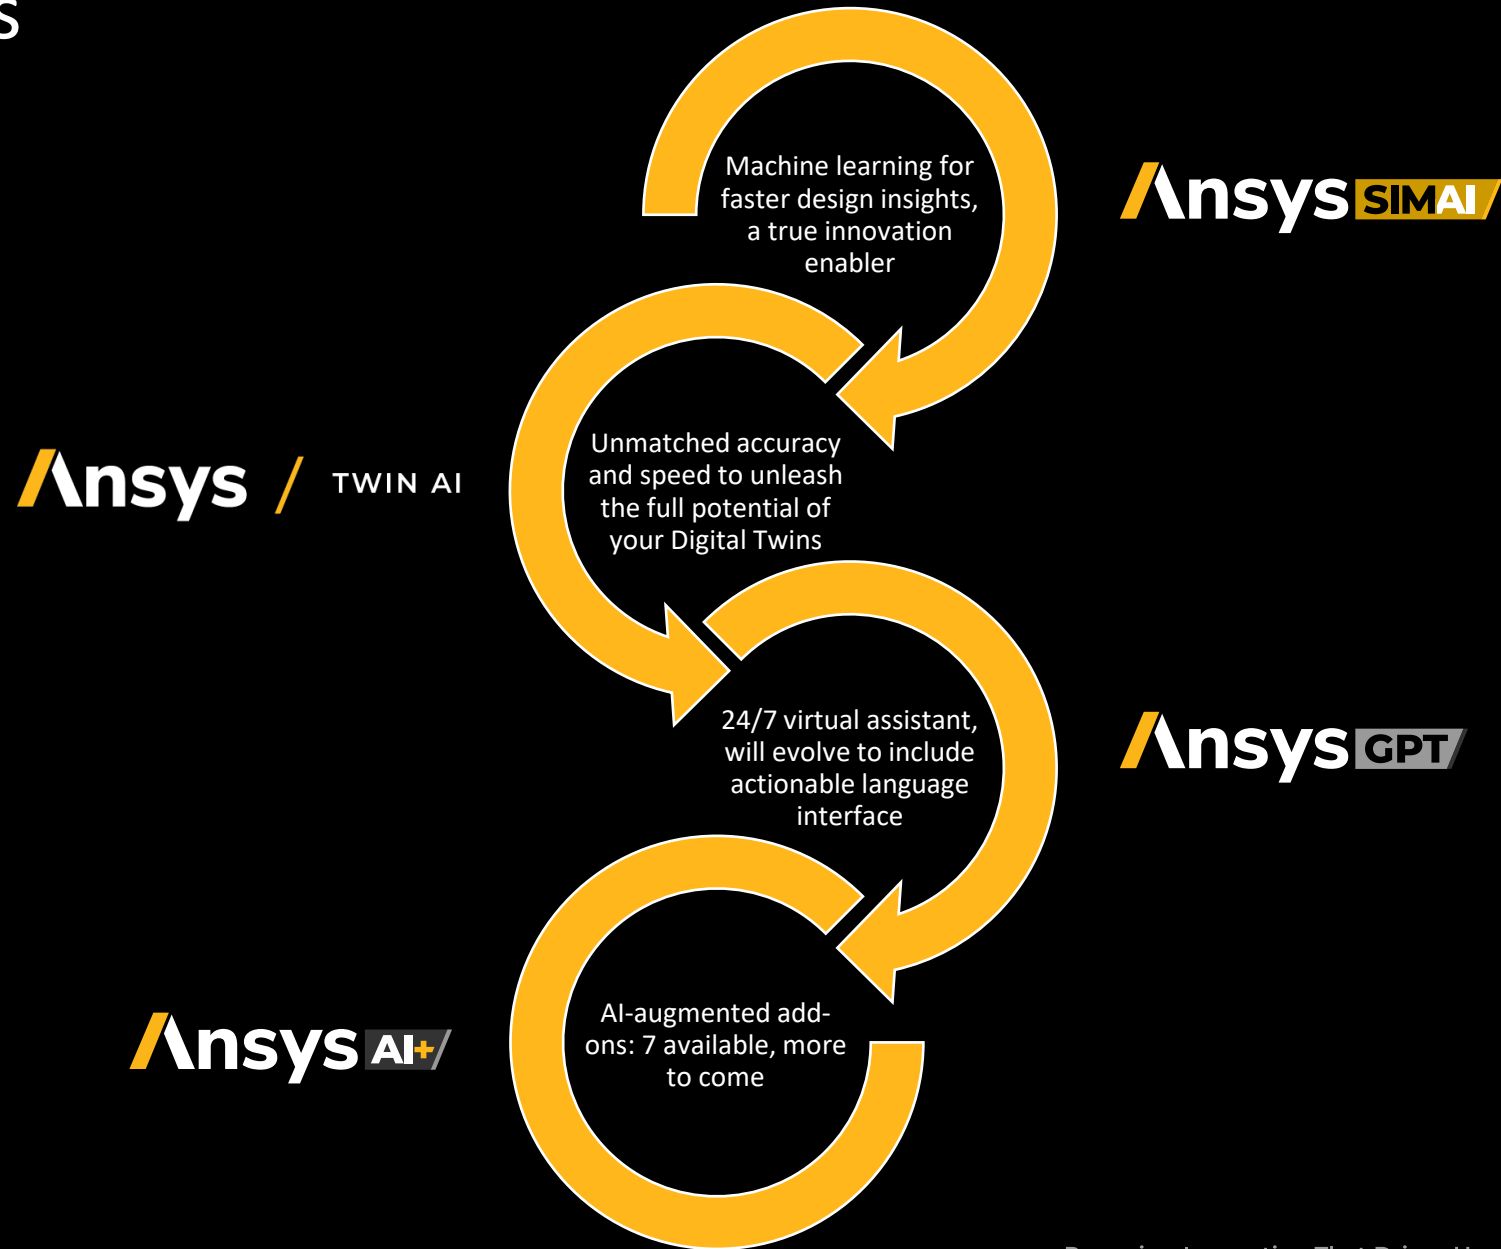 Machine learning for
faster design insights,
a true innovation
enabler
Ansys SIMAI
Unmatched accuracy
and speed to unleash
the full potential of
your Digital Twins
Ansys / TWIN AI
24/7 virtual assistant,
will evolve to include
actionable language
interface
Ansys GPT
AI-augmented add-
ons: 7 available, more
to come
Ansys AI+